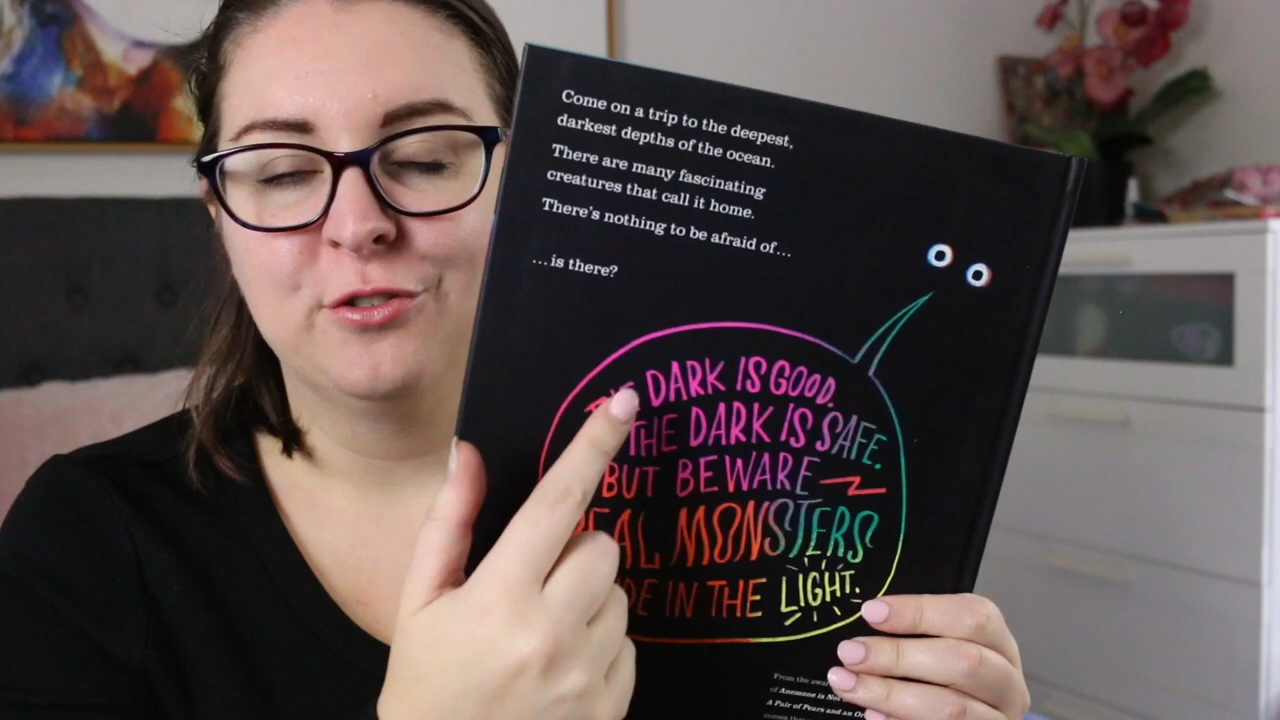 Come on a trip to the deepest,
darkest depths of the ocean.
There are many fascinating
creatures that call it home.
There's nothing to be afraid of...
...is there?
DARK IS GOOD.
THE DARK IS SAFE.
BUT BEWARE
REAL MONSTERS
IN THE LIGHT.
From the
of Anemone is
A Pair of Pears and an
comes